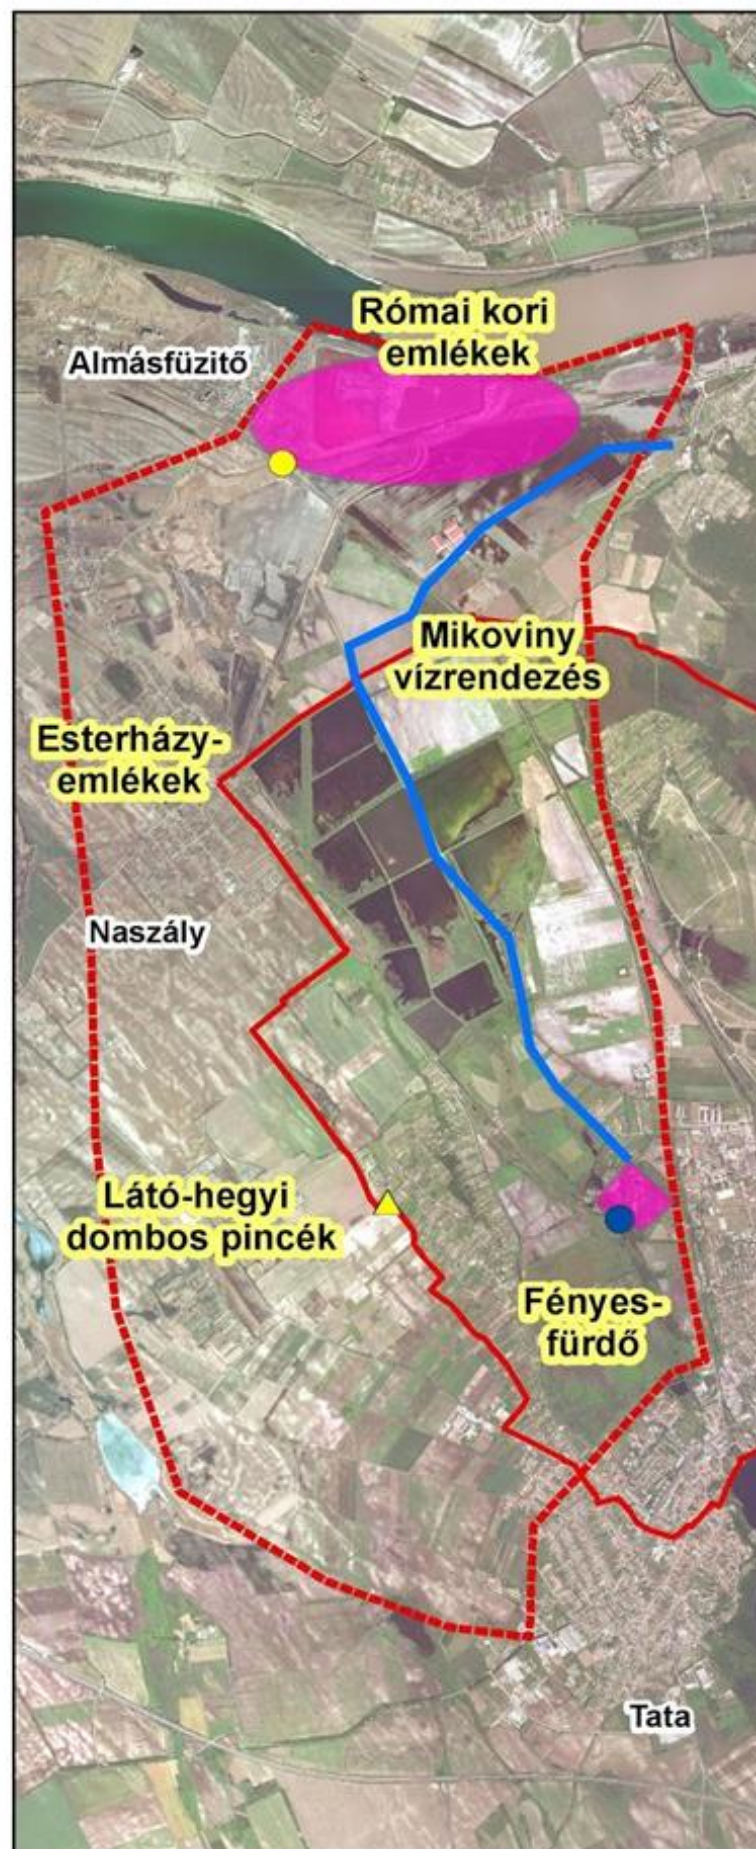 Római kori
emlékek
Almásfüzitő
Mikoviny
vízrendezés
Esterházy-
emlékek
Naszály
Látó-hegyi
dombos pincék
Fényes-
fürdő
Tata